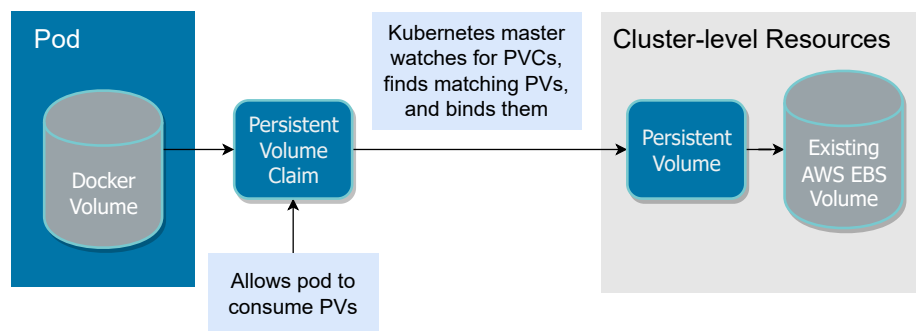 Pod
Docker
Volume
Persistent
Volume
Claim
Allows pod to
consume PVs
Kubernetes master
watches for PVCs,
finds matching PVs,
and binds them
Cluster-level Resources
Persistent
Volume
Existing
AWS EBS
Volume